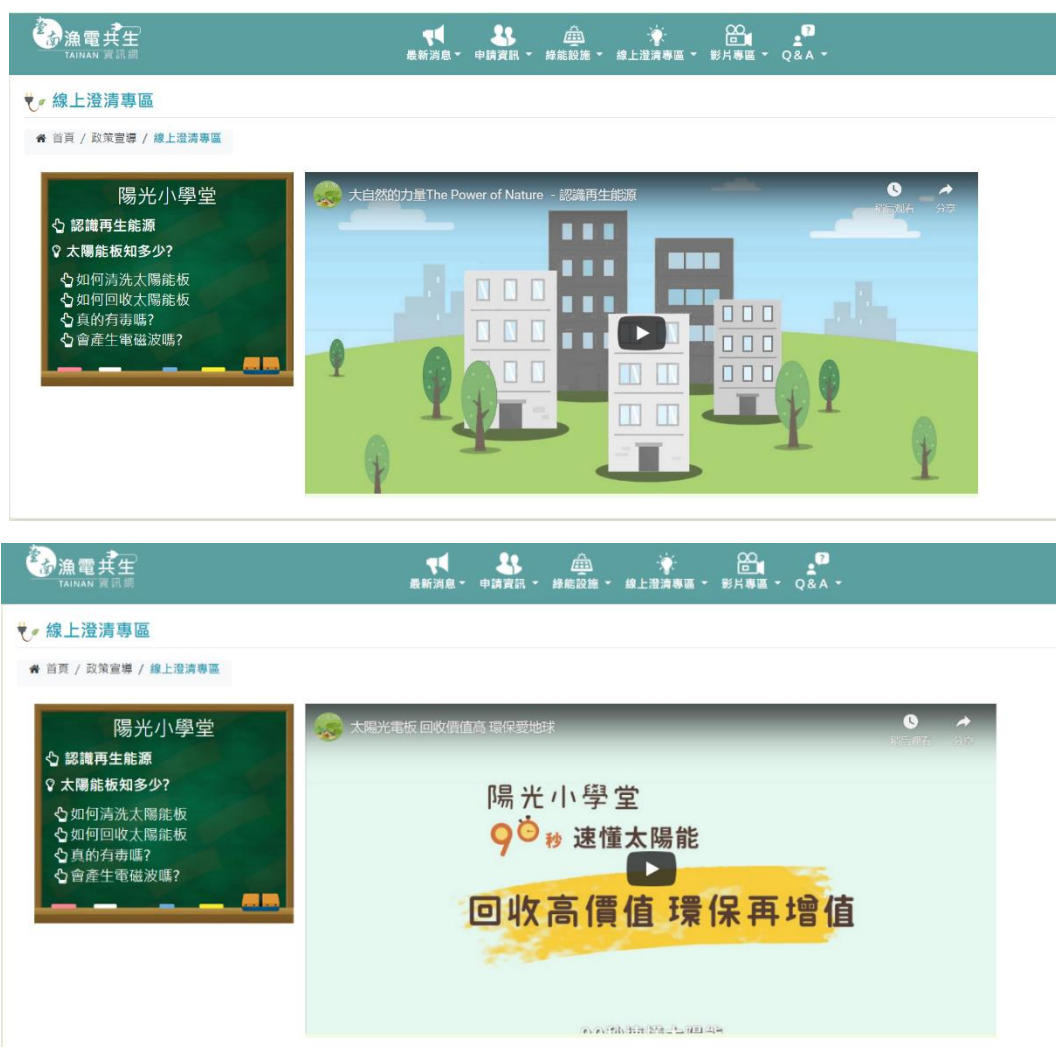 臺南漁電共生
TAINAN 資訊網
最新消息 申請資訊 綠能設施 線上澄清專區 影片專區 Q&A
線上澄清專區
首頁 / 政策宣導 / 線上澄清專區
陽光小學堂
認識再生能源
太陽能板知多少?
如何清洗太陽能板
如何回收太陽能板
真的有毒嗎?
會產生電磁波嗎?
大自然的力量The Power of Nature - 認識再生能源
分享
臺南漁電共生
TAINAN 資訊網
最新消息 申請資訊 綠能設施 線上澄清專區 影片專區 Q&A
線上澄清專區
首頁 / 政策宣導 / 線上澄清專區
陽光小學堂
認識再生能源
太陽能板知多少?
如何清洗太陽能板
如何回收太陽能板
真的有毒嗎?
會產生電磁波嗎?
太陽光電板 回收價值高 環保愛地球
分享
陽光小學堂
90秒 速懂太陽能
回收高價值 環保再增值